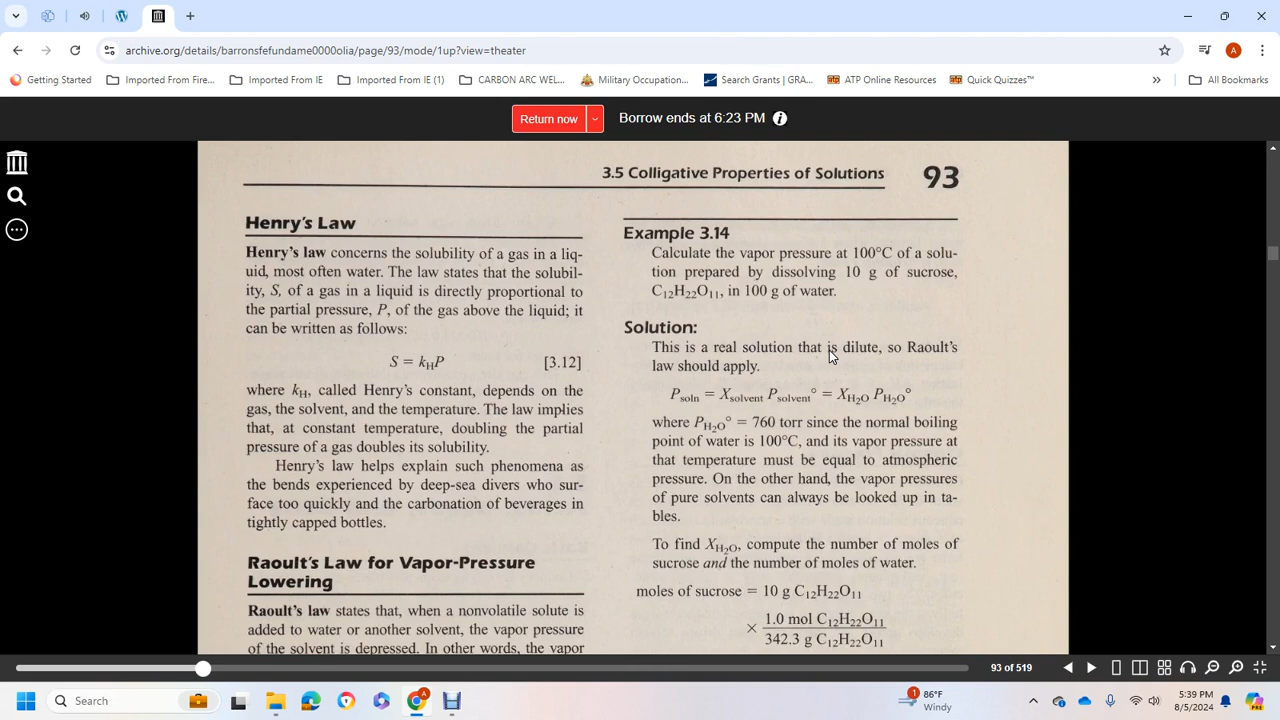 archive.org/details/barronsfefundame0000olia/page/93/mode/1up?view=theater
A
Getting Started
Imported From Fire...
Imported From IE
Imported From IE (1)
CARBON ARC WEL...
Military Occupation...
Search Grants | GRA...
ATP Online Resources
Quick Quizzes™
All Bookmarks
Return now
Borrow ends at 6:23 PM
3.5 Colligative Properties of Solutions 93
Henry's Law
Henry's law concerns the solubility of a gas in a liq-
uid, most often water. The law states that the solubil-
ity, S, of a gas in a liquid is directly proportional to
the partial pressure, P, of the gas above the liquid; it
can be written as follows:
S = kHP [3.12]
where kH, called Henry's constant, depends on the
gas, the solvent, and the temperature. The law implies
that, at constant temperature, doubling the partial
pressure of a gas doubles its solubility.
Henry's law helps explain such phenomena as
the bends experienced by deep-sea divers who sur-
face too quickly and the carbonation of beverages in
tightly capped bottles.
Raoult's Law for Vapor-Pressure
Lowering
Raoult's law states that, when a nonvolatile solute is
added to water or another solvent, the vapor pressure
of the solvent is depressed. In other words, the vapor
Example 3.14
Calculate the vapor pressure at 100°C of a solu-
tion prepared by dissolving 10 g of sucrose,
C12H22O11, in 100 g of water.
Solution:
This is a real solution that is dilute, so Raoult's
law should apply.
Psoln = Xsolvent Psolvent° = XH2O PH2O°
where PH2O° = 760 torr since the normal boiling
point of water is 100°C, and its vapor pressure at
that temperature must be equal to atmospheric
pressure. On the other hand, the vapor pressures
of pure solvents can always be looked up in ta-
bles.
To find XH2O, compute the number of moles of
sucrose and the number of moles of water.
moles of sucrose = 10 g C12H22O11
× 1.0 mol C12H22O11
342.3 g C12H22O11
93 of 519
Search
1
86°F
Windy
5:39 PM
8/5/2024